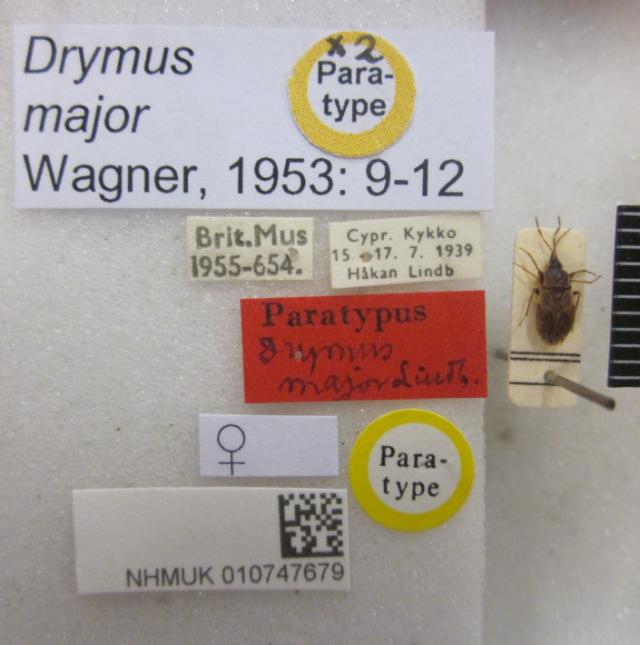 Drymus
major
Wagner, 1953: 9-12
x2
Para-
type
Brit.Mus
1955-654.
Cypr. Kykko
15.-17. 7. 1939
Håkan Lindb
Paratypus
Drymus
major Lindb.
♀
Para-
type
NHMUK 010747679